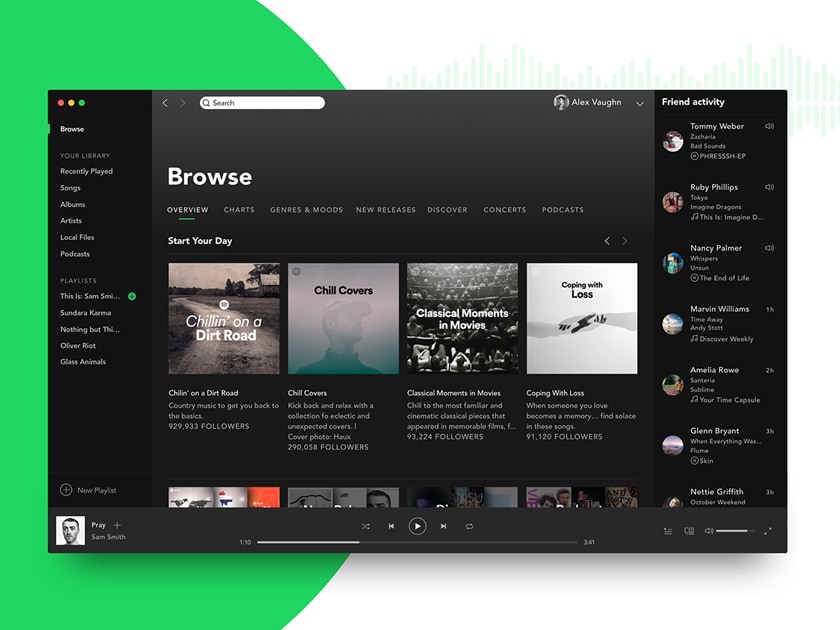 Browse
YOUR LIBRARY
Recently Played
Songs
Albums
Artists
Local Files
Podcasts
PLAYLISTS
This Is: Sam Smi...
Sundara Karma
Nothing but Thi...
Oliver Riot
Glass Animals
New Playlist
Search
Alex Vaughn
Browse
OVERVIEW CHARTS GENRES & MOODS NEW RELEASES DISCOVER CONCERTS PODCASTS
Start Your Day
Chillin' on a
Dirt Road
Chilin' on a Dirt Road
Country music to get you back to
the basics.
929,933 FOLLOWERS
Chill Covers
Chill Covers
Kick back and relax with a
collection fo eclectic and
unexpected covers. I
Cover photo: Haux
290,058 FOLLOWERS
Classical Moments
in Movies
Classical Moments in Movies
Chill to the most familiar and
cinematic classical pieces that
appeared in memorable films, f...
93,224 FOLLOWERS
Coping with
Loss
Coping With Loss
When someone you love
becomes a memory... find solace
in these songs.
91,120 FOLLOWERS
Friend activity
Tommy Weber
Zacharia
Bad Sounds
PHRESSSH-EP
Ruby Phillips
Tokyo
Imagine Dragons
This Is: Imagine D...
Nancy Palmer
Whispers
Unsun
The End of Life
Marvin Williams 1h
Time Away
Andy Stott
Discover Weekly
Amelia Rowe 2h
Santeria
Sublime
Your Time Capsule
Glenn Bryant 3h
When Everything Was...
Flume
Skin
Nettie Griffith 3h
October Weekend
Pray
Sam Smith
1:10
3:41